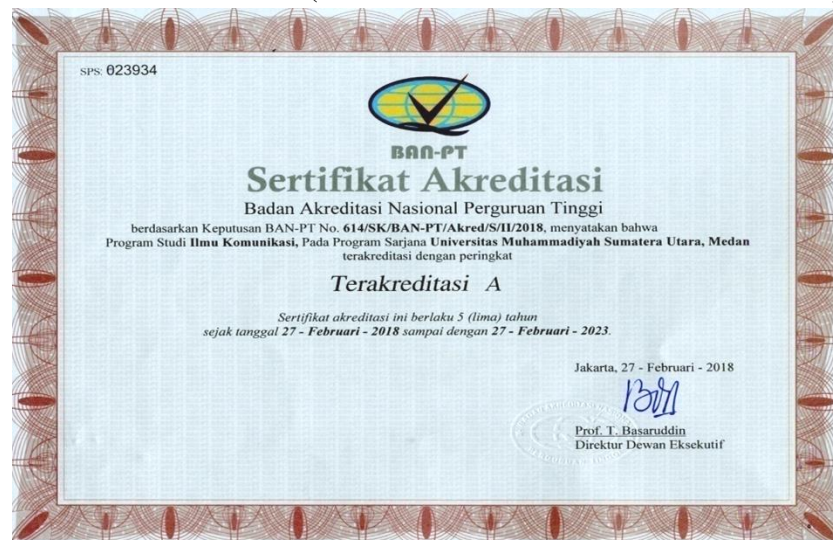 SPS: 023934
BAN-PT
Sertifikat Akreditasi
Badan Akreditasi Nasional Perguruan Tinggi
berdasarkan Keputusan BAN-PT No. 614/SK/BAN-PT/Akred/S/II/2018, menyatakan bahwa
Program Studi Ilmu Komunikasi, Pada Program Sarjana Universitas Muhammadiyah Sumatera Utara, Medan
terakreditasi dengan peringkat
Terakreditasi A
Sertifikat akreditasi ini berlaku 5 (lima) tahun
sejak tanggal 27 - Februari - 2018 sampai dengan 27 - Februari - 2023.
Jakarta, 27 - Februari - 2018
Prof. T. Basaruddin
Direktur Dewan Eksekutif